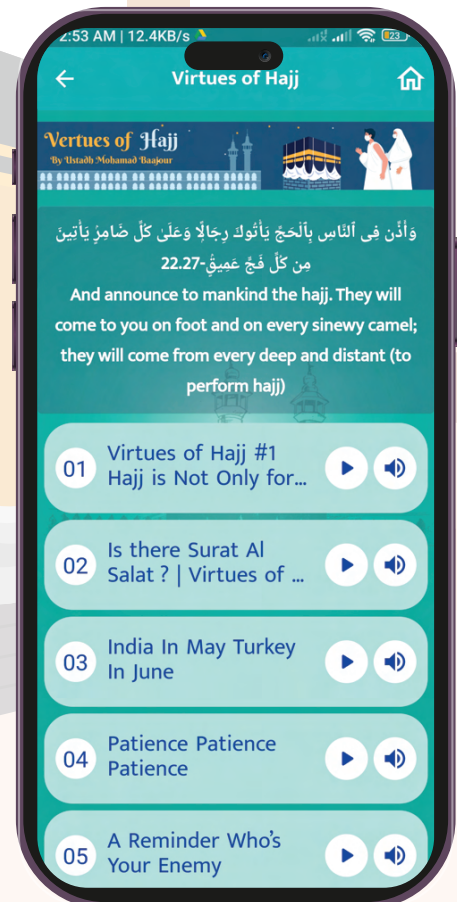 2:53 AM | 12.4KB/s
23
Virtues of Hajj
Vertues of Hajj
By Ustadh Mohamad Baajour
وَأَذِّن فِى ٱلنَّاسِ بِٱلْحَجِّ يَأْتُوكَ رِجَالًا وَعَلَىٰ كُلِّ ضَامِرٍ يَأْتِينَ
مِن كُلِّ فَجٍّ عَمِيقٍ-22.27
And announce to mankind the hajj. They will
come to you on foot and on every sinewy camel;
they will come from every deep and distant (to
perform hajj)
01
Virtues of Hajj #1
Hajj is Not Only for...
02
Is there Surat Al
Salat ? | Virtues of ...
03
India In May Turkey
In June
04
Patience Patience
Patience
05
A Reminder Who's
Your Enemy